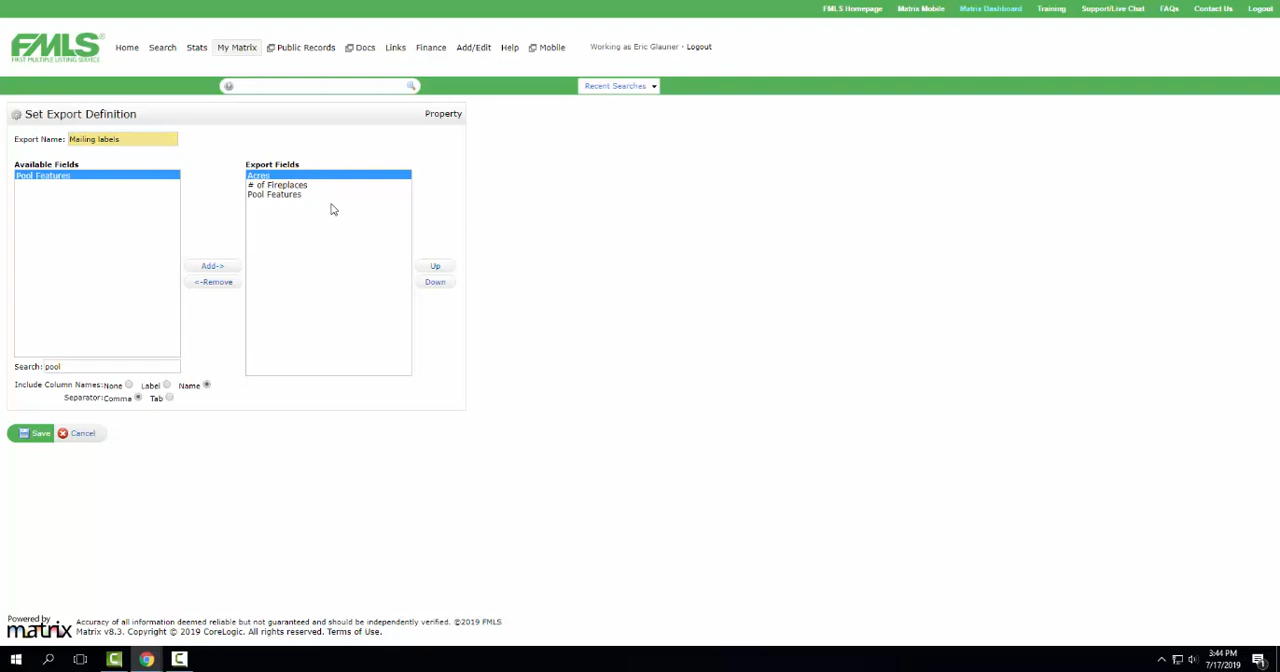 FMLS Homepage Matrix Mobile Matrix Dashboard Training Support/Live Chat FAQs Contact Us Logout
FMLS®
FIRST MULTIPLE LISTING SERVICE
Home Search Stats My Matrix Public Records Docs Links Finance Add/Edit Help Mobile Working as Eric Glauner · Logout
Recent Searches
Set Export Definition Property
Export Name: Mailing labels
Available Fields Export Fields
Pool Features Acres
# of Fireplaces
Pool Features
Add-> Up
<-Remove Down
Search: pool
Include Column Names: None Label Name
Separator: Comma Tab
Save Cancel
Powered by
matrix
Accuracy of all information deemed reliable but not guaranteed and should be independently verified. ©2019 FMLS
Matrix v8.3. Copyright © 2019 CoreLogic. All rights reserved. Terms of Use.
3:44 PM
7/17/2019